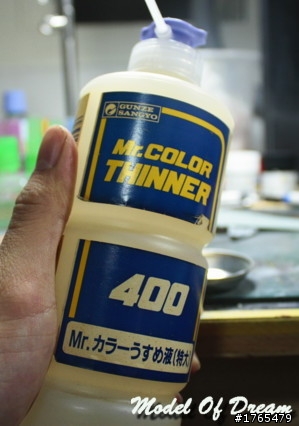 GUNZE
SANGYO
Mr.COLOR
THINNER
400
Mr.カラーうすめ液(特大)
Model Of Dream
#1765479